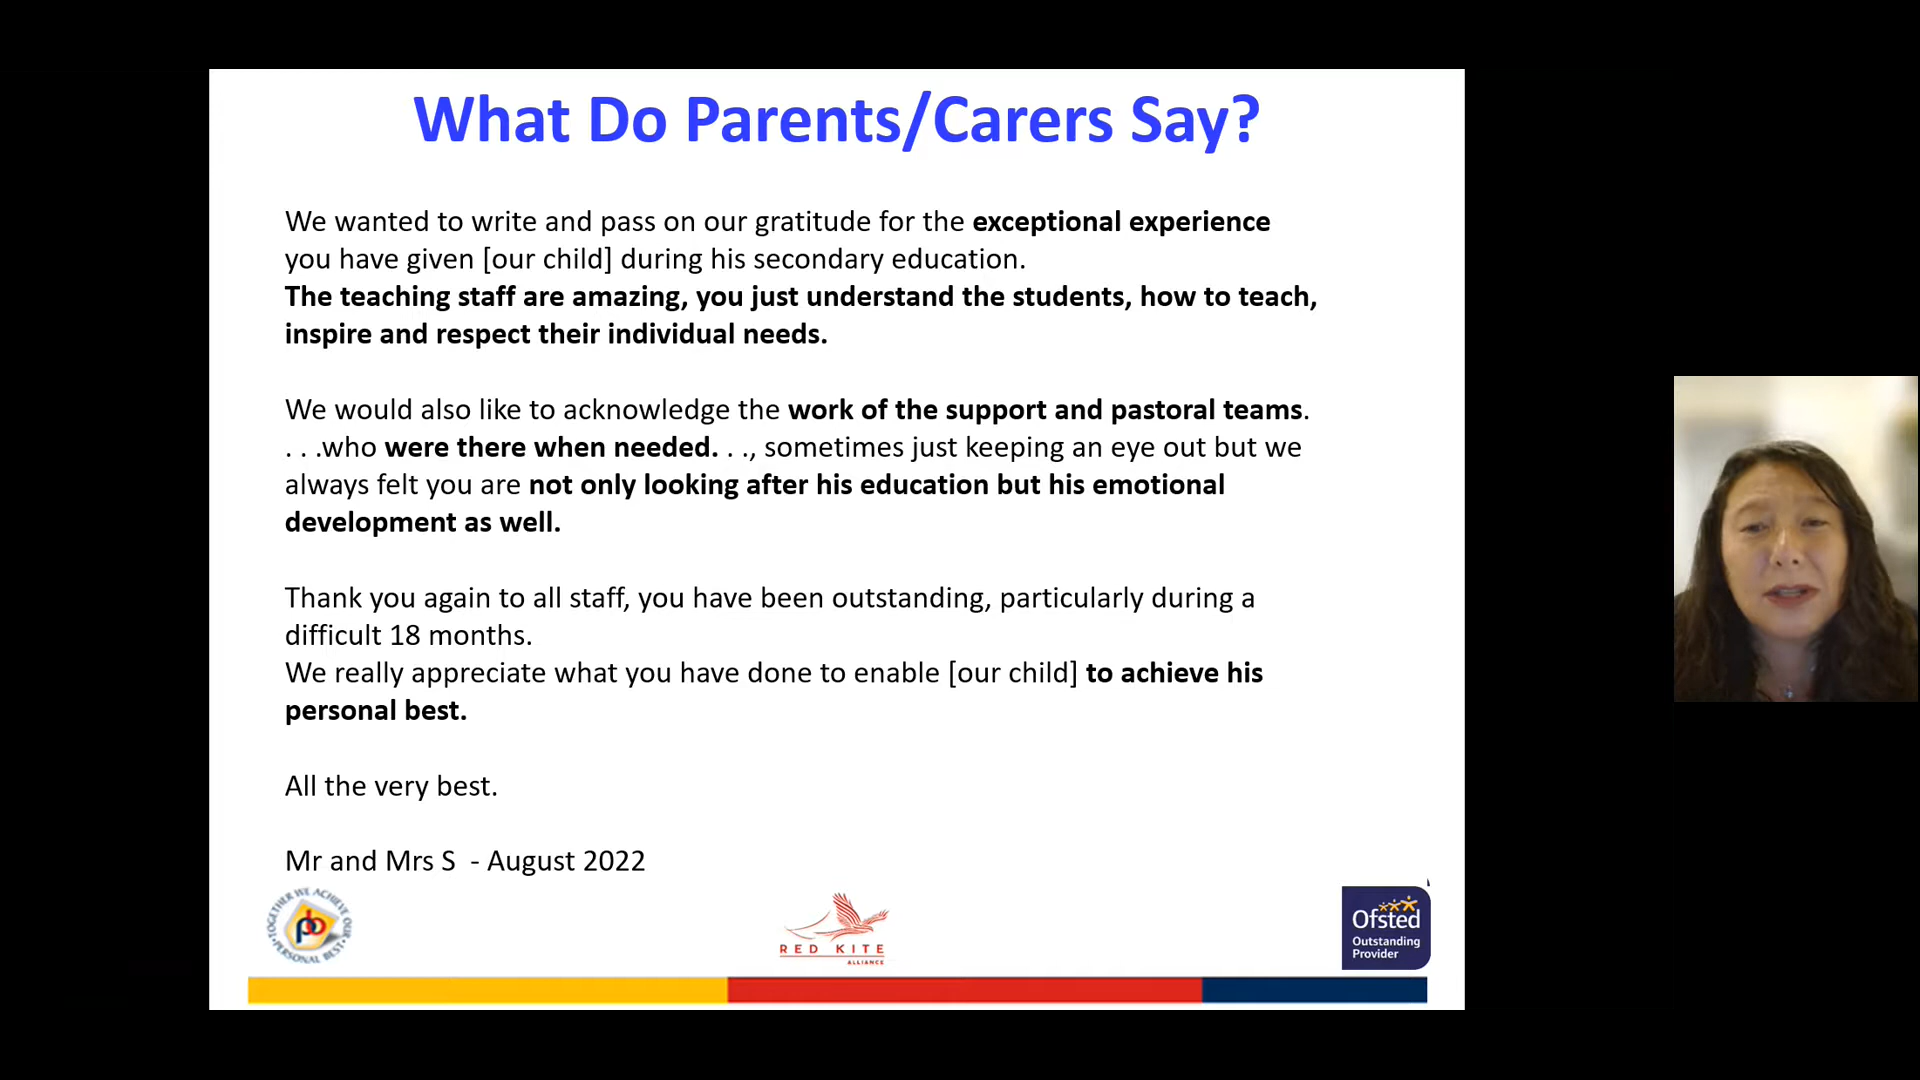 What Do Parents/Carers Say?
We wanted to write and pass on our gratitude for the exceptional experience
you have given [our child] during his secondary education.
The teaching staff are amazing, you just understand the students, how to teach,
inspire and respect their individual needs.
We would also like to acknowledge the work of the support and pastoral teams.
. . .who were there when needed. . ., sometimes just keeping an eye out but we
always felt you are not only looking after his education but his emotional
development as well.
Thank you again to all staff, you have been outstanding, particularly during a
difficult 18 months.
We really appreciate what you have done to enable [our child] to achieve his
personal best.
All the very best.
Mr and Mrs S  - August 2022
TOGETHER WE ACHIEVE OUR
PERSONAL BEST
pb
RED KITE
ALLIANCE
Ofsted
Outstanding
Provider